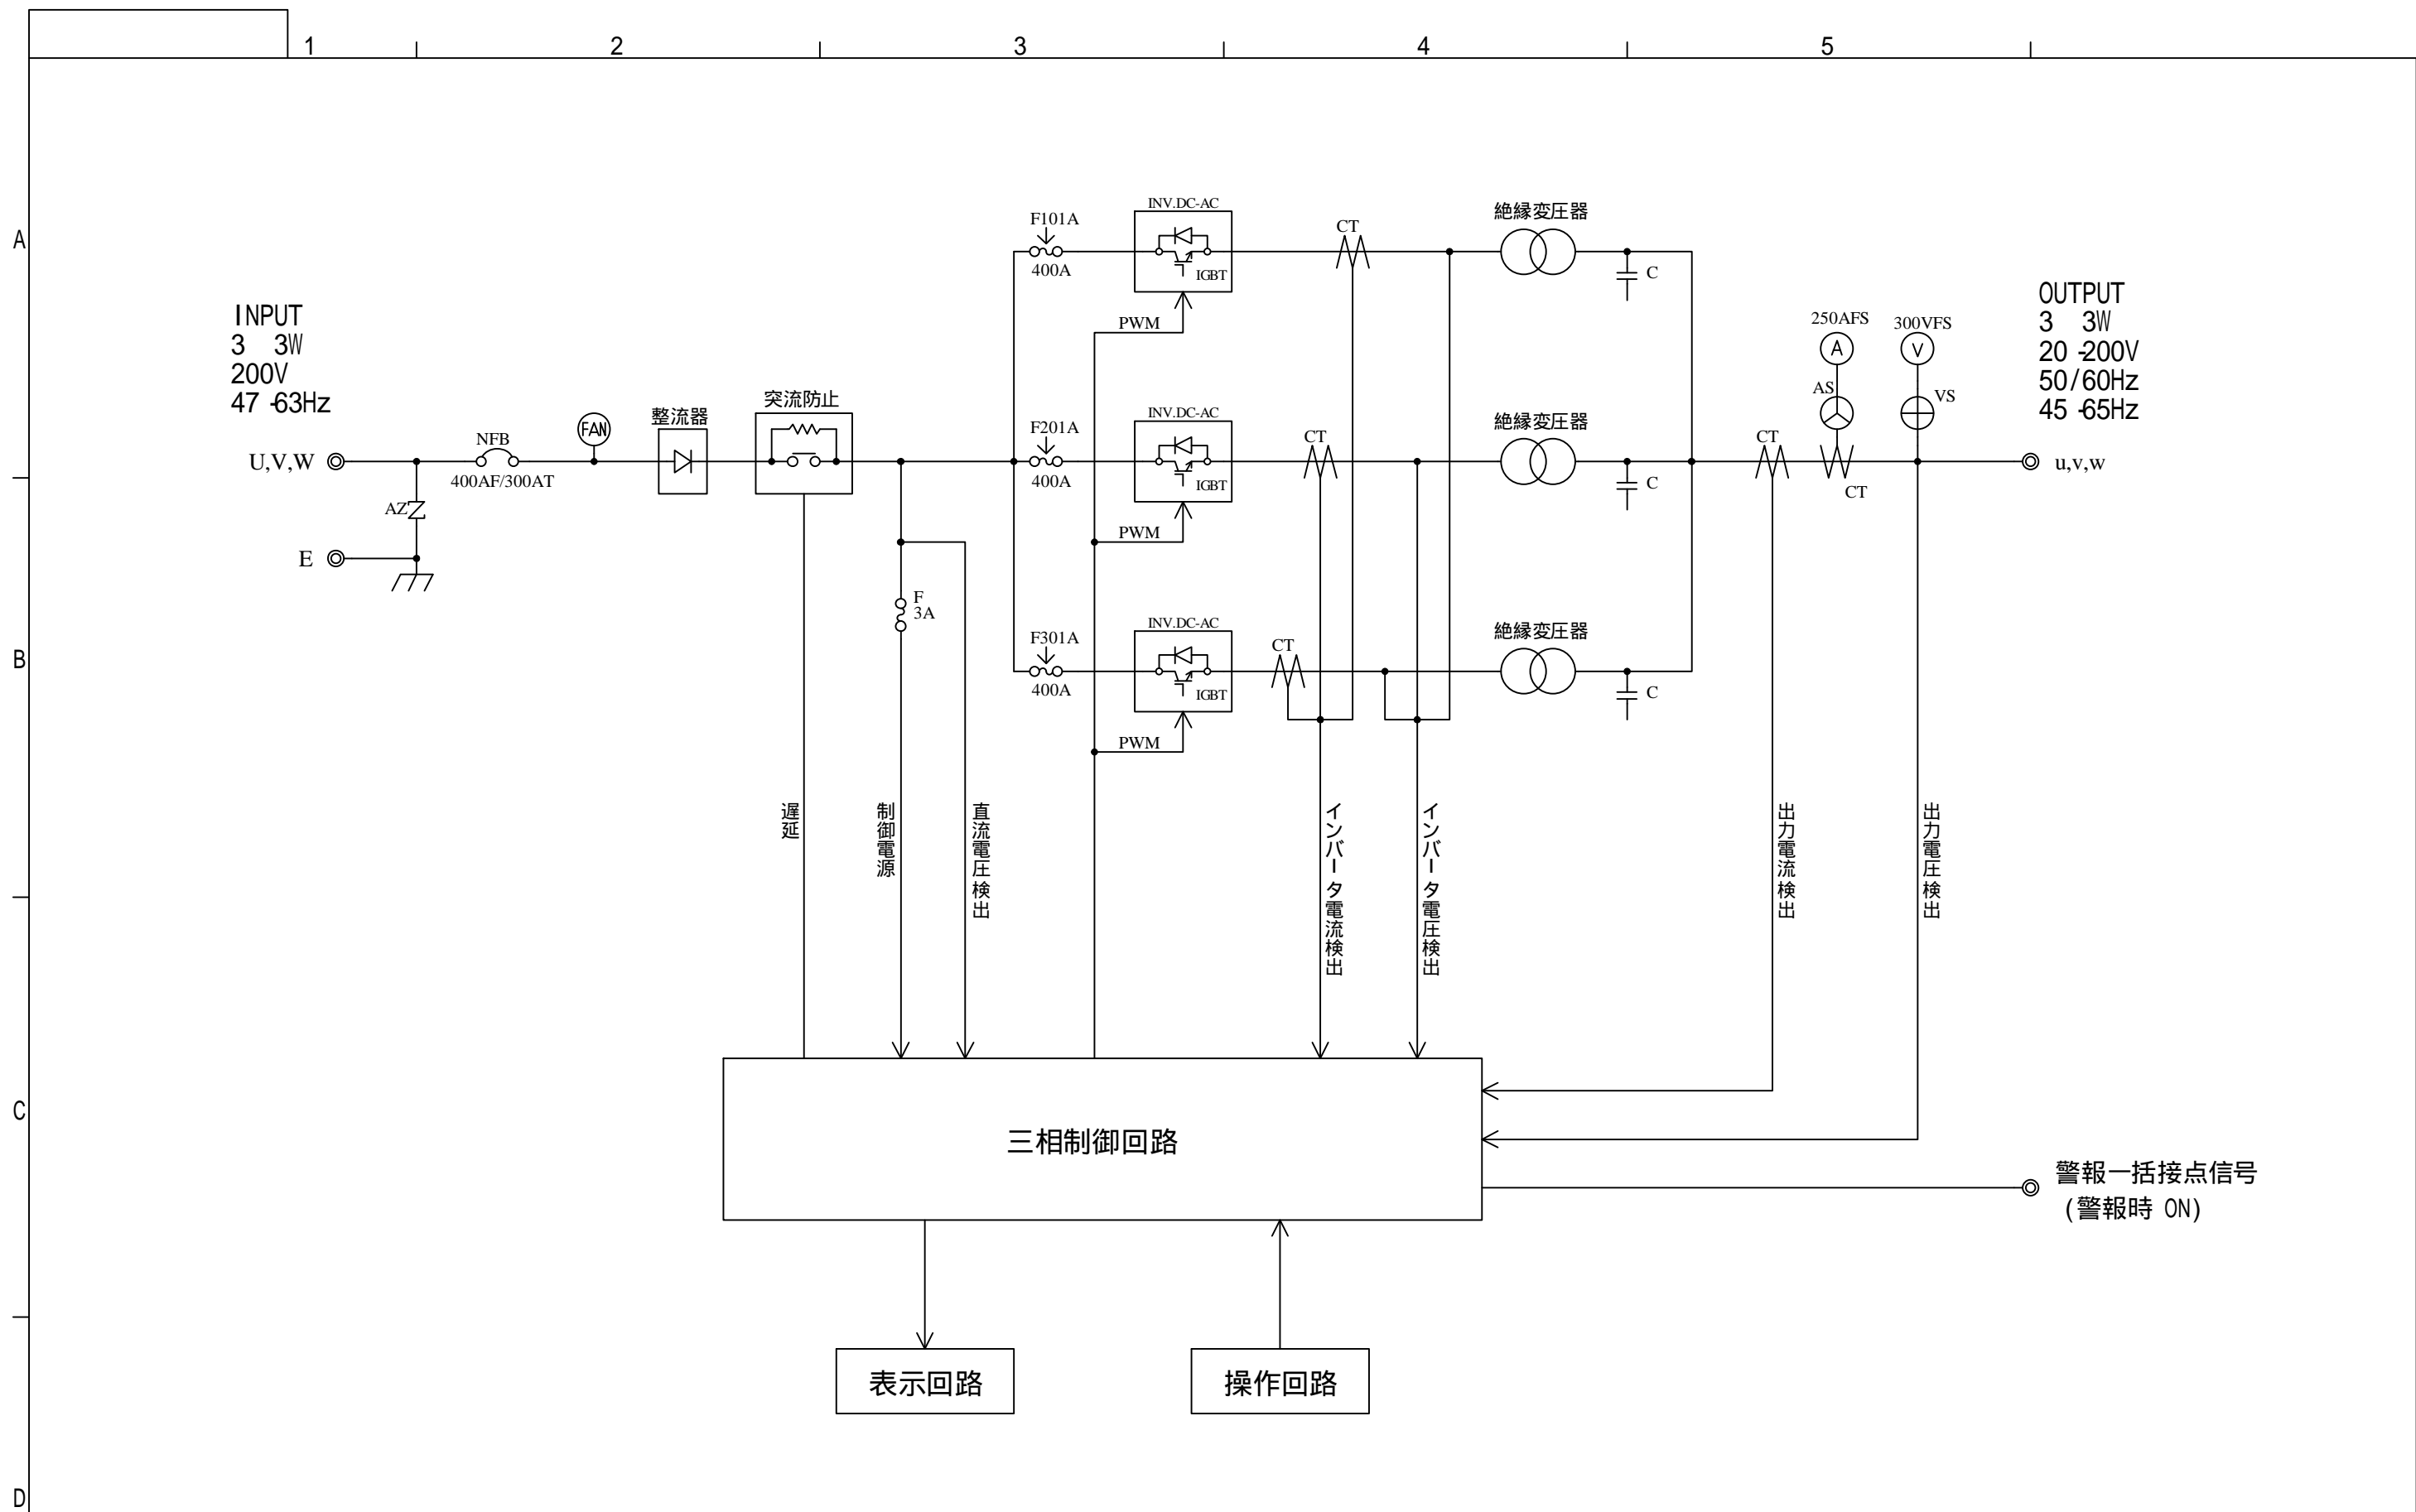 1
2
3
4
5
A
B
C
D
INPUT
3 3W
200V
47-63Hz
U,V,W
E
AZ
NFB
400AF/300AT
FAN
整流器
突流防止
F101A
400A
INV.DC-AC
IGBT
PWM
CT
絶縁変圧器
C
F201A
400A
INV.DC-AC
IGBT
PWM
CT
絶縁変圧器
C
F301A
400A
INV.DC-AC
IGBT
PWM
CT
絶縁変圧器
C
F
3A
CT
250AFS
A
AS
CT
300VFS
V
VS
OUTPUT
3 3W
20-200V
50/60Hz
45-65Hz
u,v,w
遅延
制御電源
直流電圧検出
インバータ電流検出
インバータ電圧検出
出力電流検出
出力電圧検出
三相制御回路
警報一括接点信号
(警報時 ON)
表示回路
操作回路